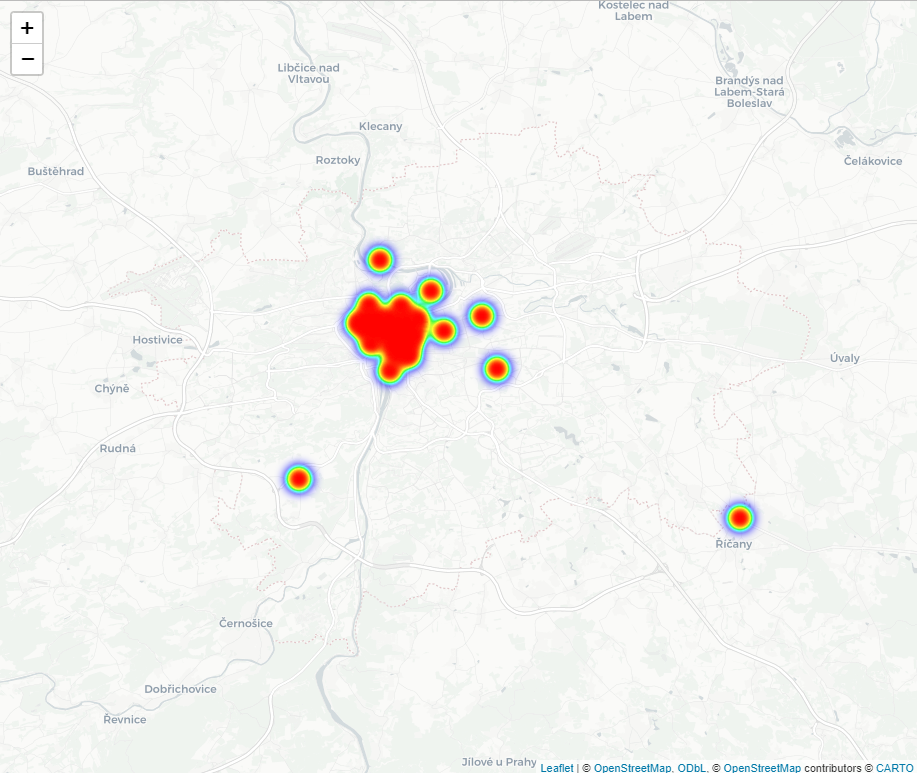 +
−
Kostelec nad
Labem
Libčice nad
Vltavou
Brandýs nad
Labem-Stará
Boleslav
Klecany
Roztoky
Čelákovice
Buštěhrad
Hostivice
Úvaly
Chýně
Rudná
Říčany
Černošice
Dobřichovice
Řevnice
Jílové u Prahy
Leaflet | © OpenStreetMap, ODbL, © OpenStreetMap contributors © CARTO